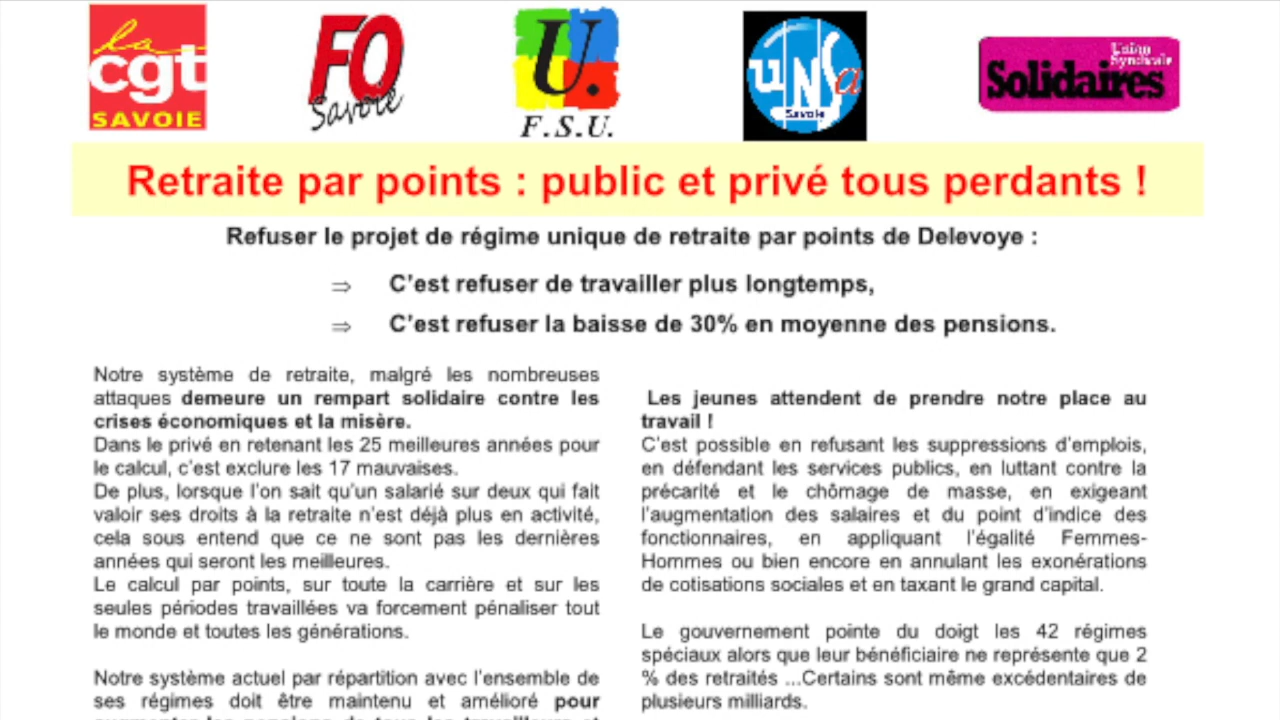 la
cgt
SAVOIE
FO
Savoie
U.
F.S.U.
UNSa
Savoie
Union
Syndicale
Solidaires
Retraite par points : public et privé tous perdants !
Refuser le projet de régime unique de retraite par points de Delevoye :
⇒ C'est refuser de travailler plus longtemps,
⇒ C'est refuser la baisse de 30% en moyenne des pensions.
Notre système de retraite, malgré les nombreuses
attaques demeure un rempart solidaire contre les
crises économiques et la misère.
Dans le privé en retenant les 25 meilleures années pour
le calcul, c'est exclure les 17 mauvaises.
De plus, lorsque l'on sait qu'un salarié sur deux qui fait
valoir ses droits à la retraite n'est déjà plus en activité,
cela sous entend que ce ne sont pas les dernières
années qui seront les meilleures.
Le calcul par points, sur toute la carrière et sur les
seules périodes travaillées va forcement pénaliser tout
le monde et toutes les générations.
Notre système actuel par répartition avec l'ensemble de
ses régimes doit être maintenu et amélioré pour
augmenter les pensions de tous les travailleurs et
Les jeunes attendent de prendre notre place au
travail !
C'est possible en refusant les suppressions d'emplois,
en défendant les services publics, en luttant contre la
précarité et le chômage de masse, en exigeant
l'augmentation des salaires et du point d'indice des
fonctionnaires, en appliquant l'égalité Femmes-
Hommes ou bien encore en annulant les exonérations
de cotisations sociales et en taxant le grand capital.
Le gouvernement pointe du doigt les 42 régimes
spéciaux alors que leur bénéficiaire ne représente que 2
% des retraités ...Certains sont même excédentaires de
plusieurs milliards.